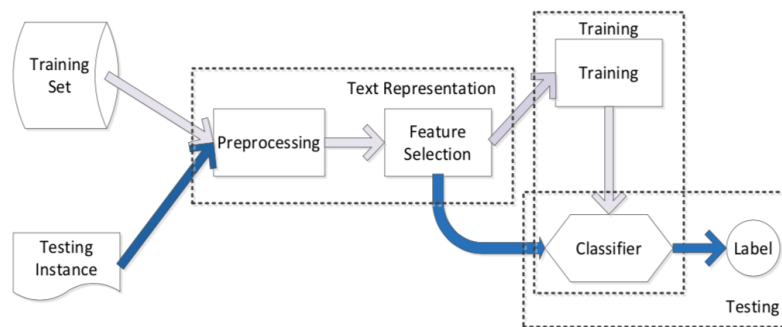 Training
Training
Set
Text Representation
Training
Preprocessing
Feature
Selection
Testing
Instance
Classifier
Label
Testing